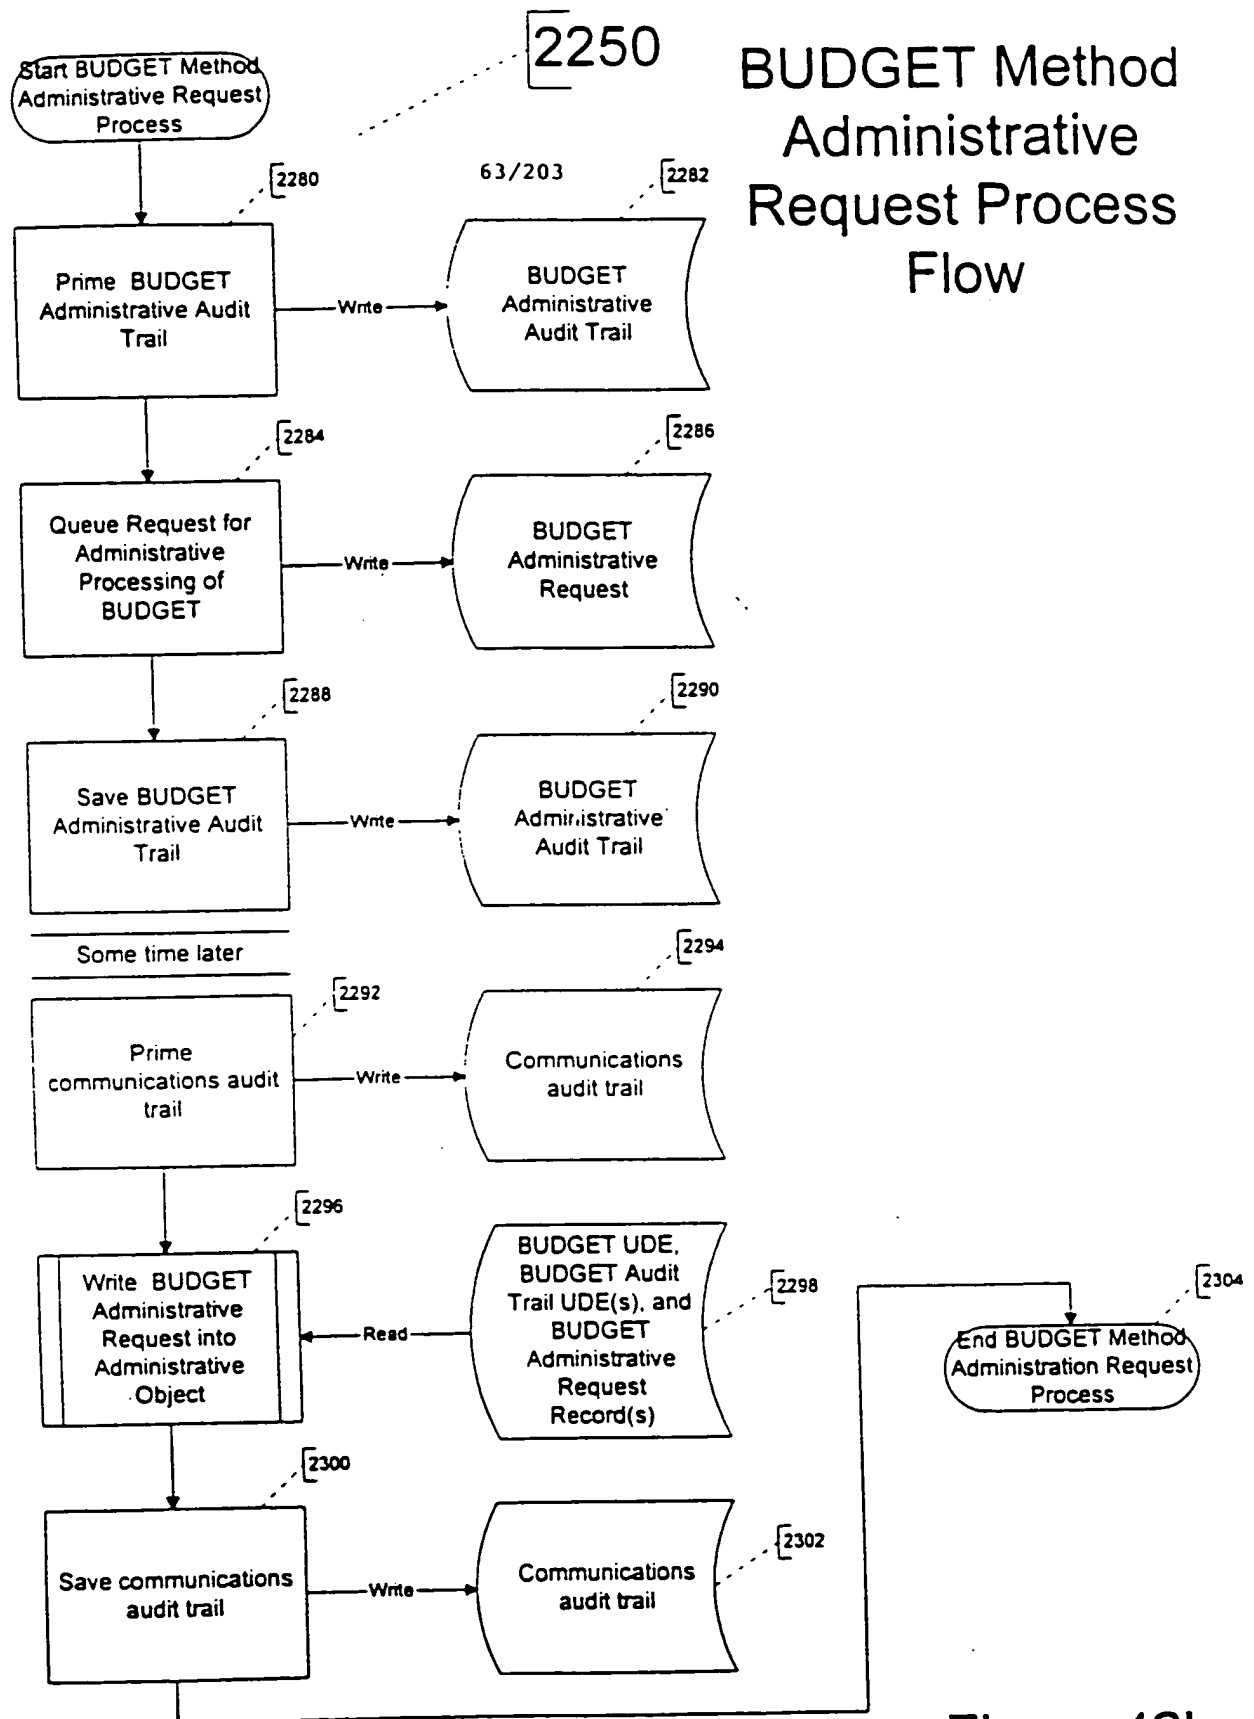 2250
BUDGET Method
Administrative
Request Process
Flow
Start BUDGET Method
Administrative Request
Process
63/203
2280
2282
Prime BUDGET
Administrative Audit
Trail
Write
BUDGET
Administrative
Audit Trail
2284
2286
Queue Request for
Administrative
Processing of
BUDGET
Write
BUDGET
Administrative
Request
2288
2290
Save BUDGET
Administrative Audit
Trail
Write
BUDGET
Administrative
Audit Trail
Some time later
2292
2294
Prime
communications audit
trail
Write
Communications
audit trail
2296
2298
Write BUDGET
Administrative
Request into
Administrative
Object
Read
BUDGET UDE,
BUDGET Audit
Trail UDE(s), and
BUDGET
Administrative
Request
Record(s)
2304
End BUDGET Method
Administration Request
Process
2300
2302
Save communications
audit trail
Write
Communications
audit trail